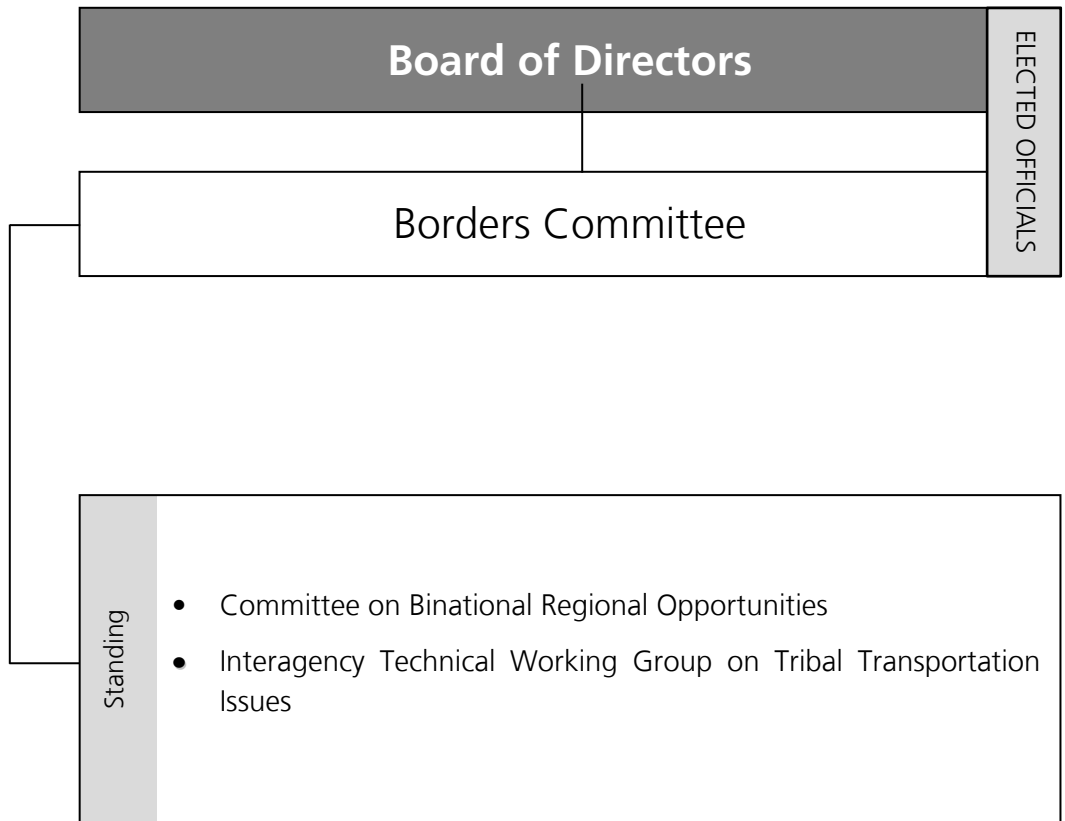 Board of Directors
ELECTED OFFICIALS
Borders Committee
Standing
• Committee on Binational Regional Opportunities
• Interagency Technical Working Group on Tribal Transportation
Issues